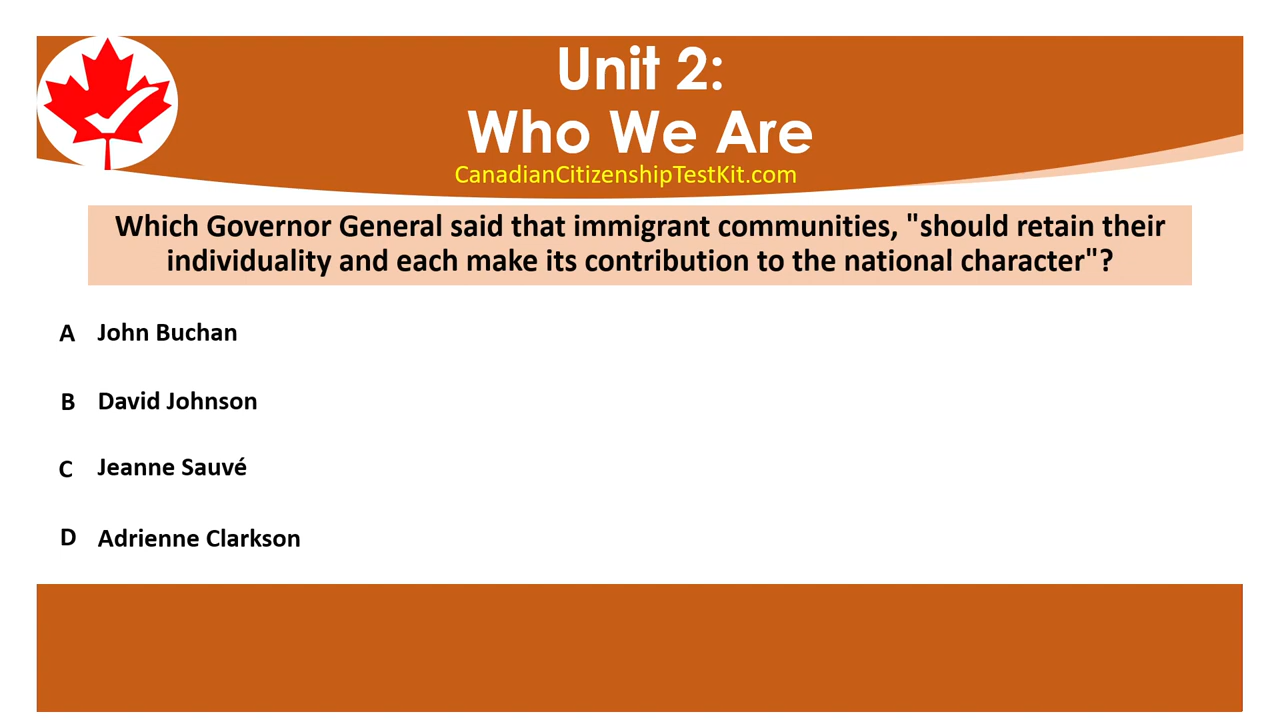 Unit 2:
Who We Are
CanadianCitizenshipTestKit.com
Which Governor General said that immigrant communities, "should retain their
individuality and each make its contribution to the national character"?
A John Buchan
B David Johnson
C Jeanne Sauvé
D Adrienne Clarkson